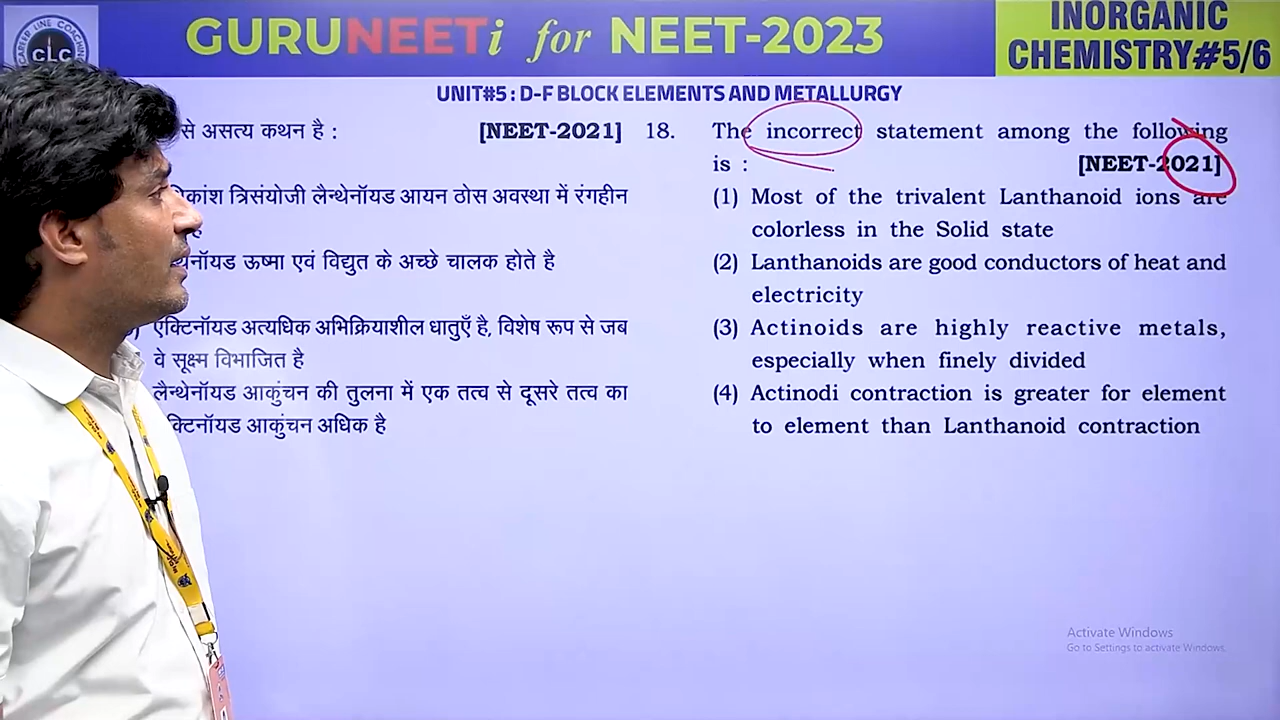 CLC
GURUNEETi for NEET-2023
INORGANIC
CHEMISTRY#5/6
UNIT#5 : D-F BLOCK ELEMENTS AND METALLURGY
से असत्य कथन है : [NEET-2021]
त्रिसंयोजी लैन्थेनॉयड आयन ठोस अवस्था में रंगहीन
ऊष्मा एवं विद्युत के अच्छे चालक होते है
एक्टिनॉयड अत्यधिक अभिक्रियाशील धातुएँ है, विशेष रूप से जब
वे सूक्ष्म विभाजित है
लैन्थेनॉयड आकुंचन की तुलना में एक तत्व से दूसरे तत्व का
आकुंचन अधिक है
18. The incorrect statement among the following
is : [NEET-2021]
(1) Most of the trivalent Lanthanoid ions are
colorless in the Solid state
(2) Lanthanoids are good conductors of heat and
electricity
(3) Actinoids are highly reactive metals,
especially when finely divided
(4) Actinodi contraction is greater for element
to element than Lanthanoid contraction
Activate Windows
Go to Settings to activate Windows.